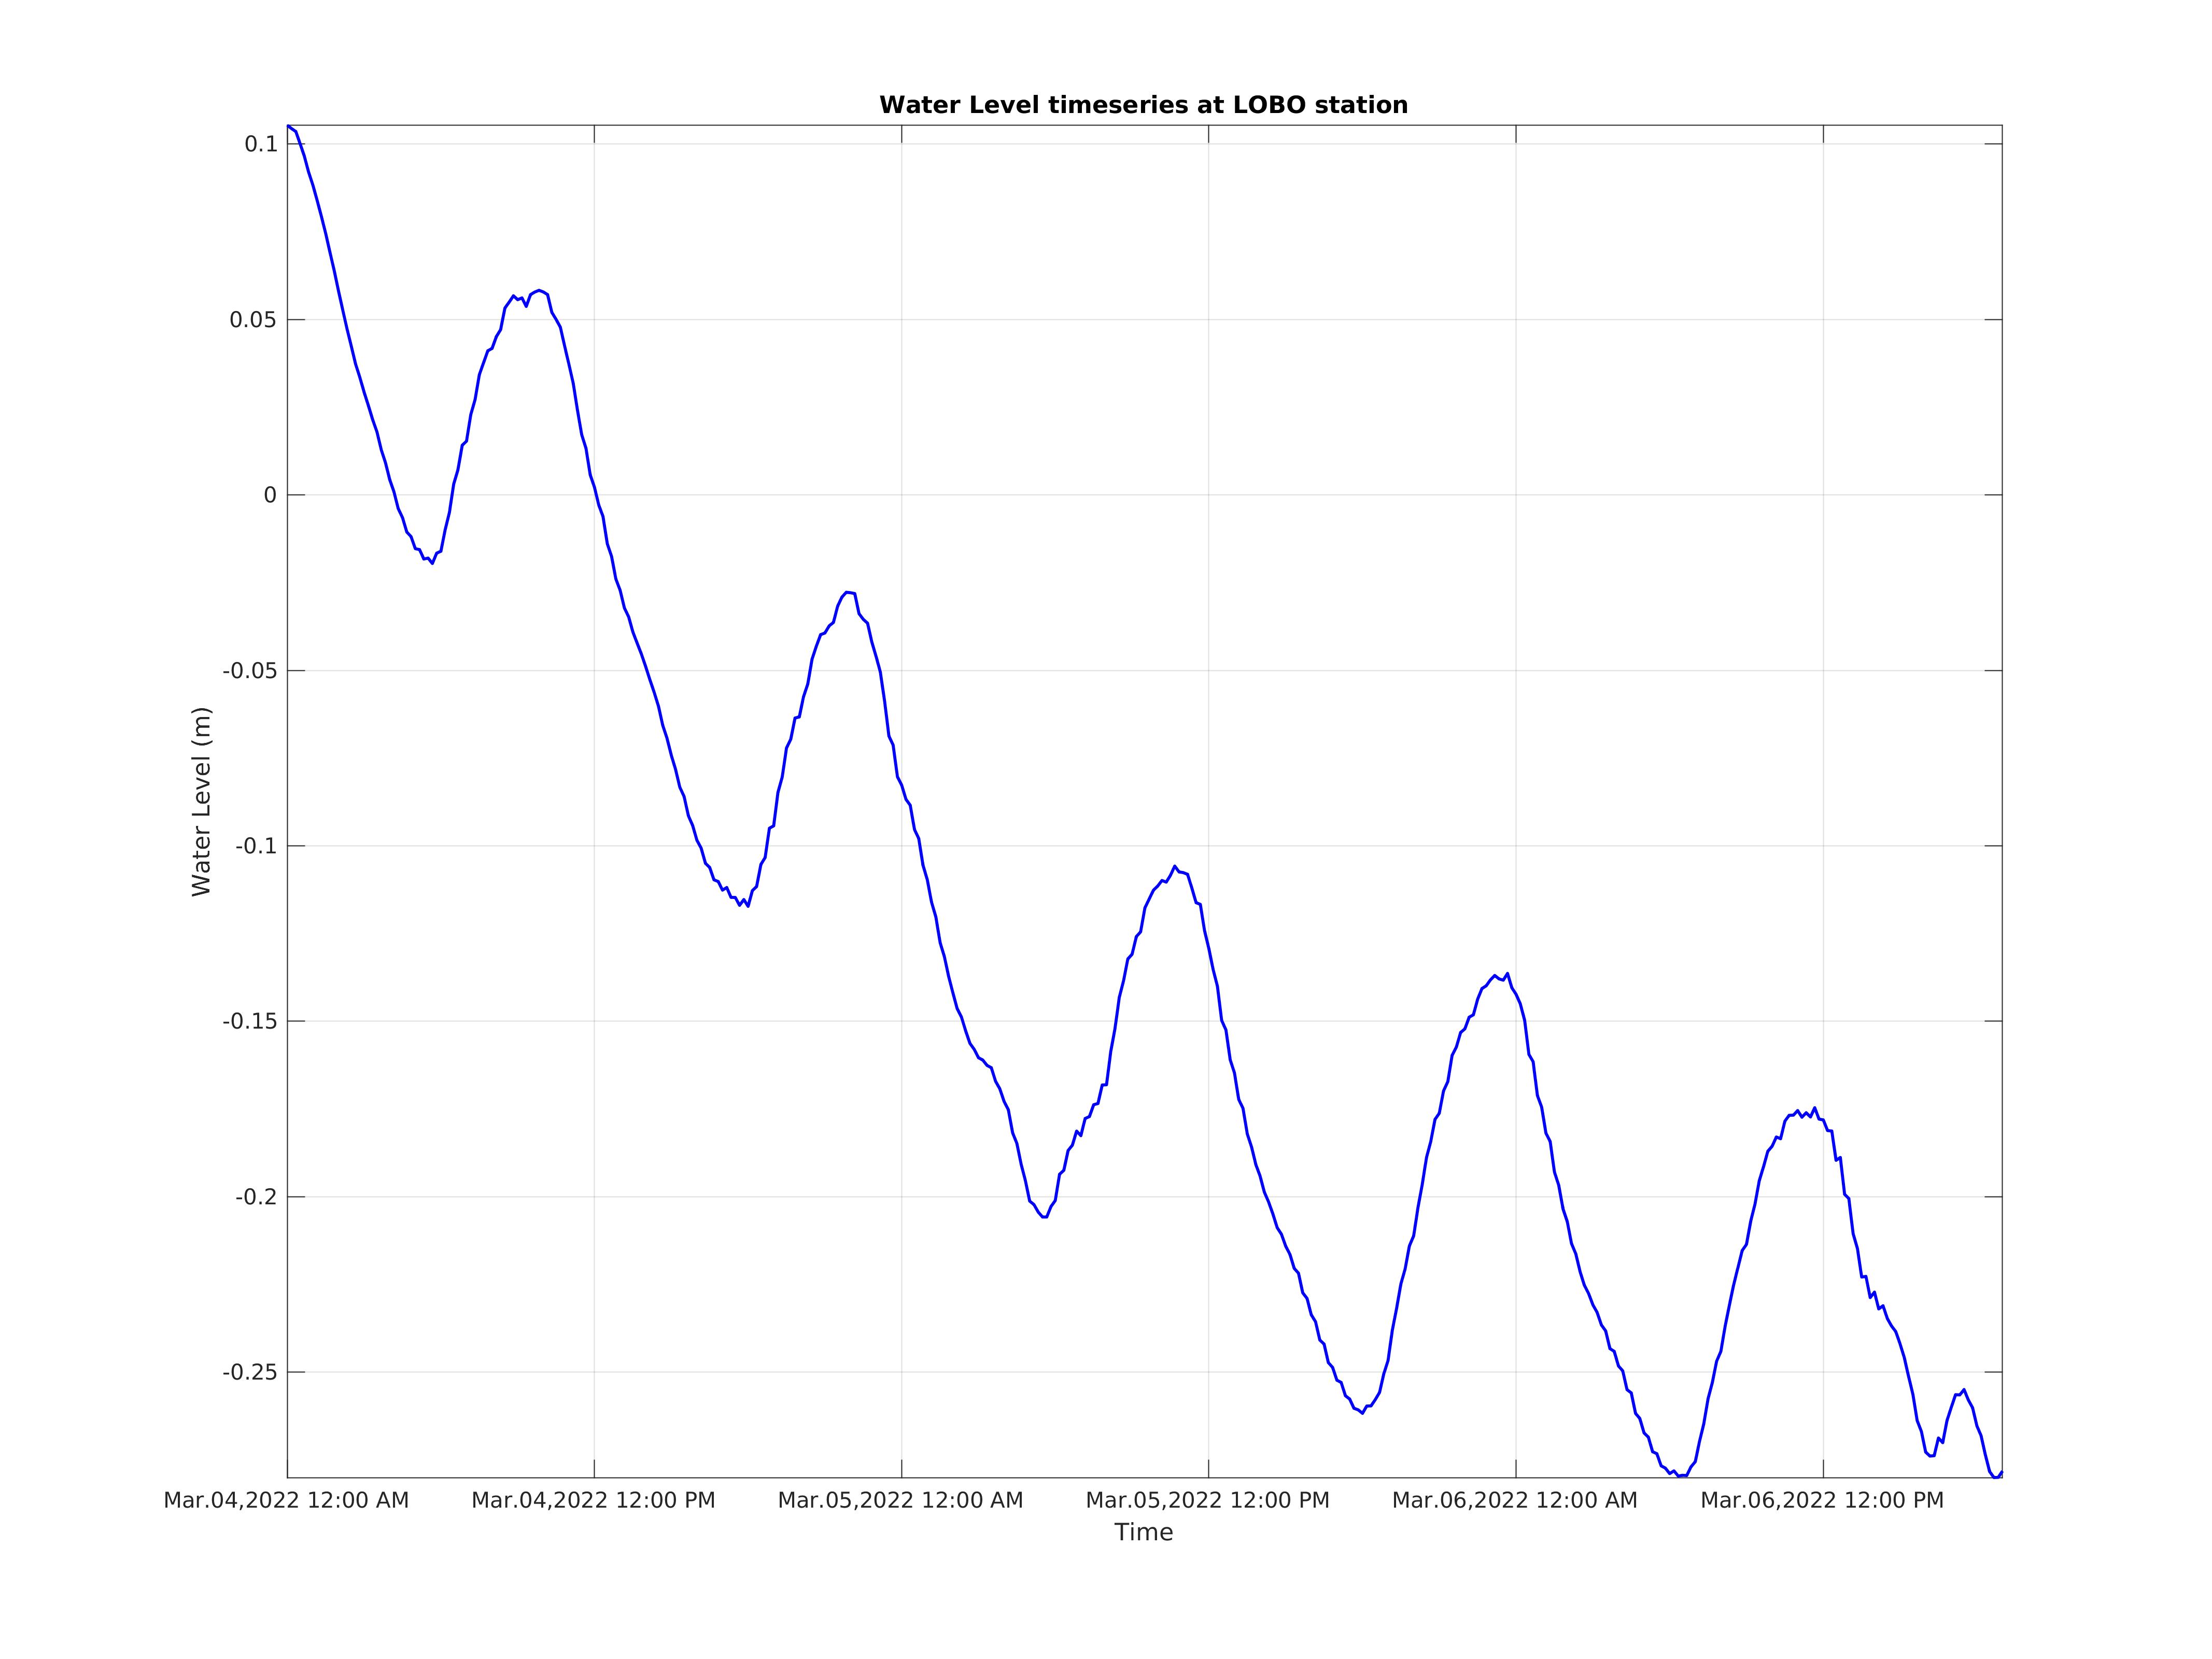 Water Level timeseries at LOBO station
0.1
0.05
0
-0.05
-0.1
-0.15
-0.2
-0.25
Water Level (m)
Mar.04,2022 12:00 AM Mar.04,2022 12:00 PM Mar.05,2022 12:00 AM Mar.05,2022 12:00 PM Mar.06,2022 12:00 AM Mar.06,2022 12:00 PM
Time